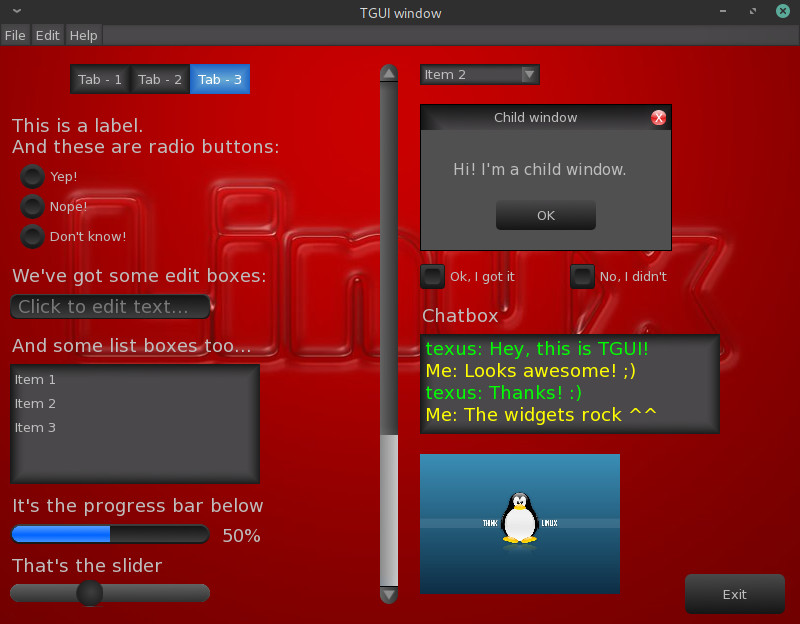 TGUI window
File Edit Help
Tab - 1 Tab - 2 Tab - 3
This is a label.
And these are radio buttons:
Yep!
Nope!
Don't know!
We've got some edit boxes:
Click to edit text...
And some list boxes too...
Item 1
Item 2
Item 3
It's the progress bar below
50%
That's the slider
Linux
Item 2
Child window
X
Hi! I'm a child window.
OK
Ok, I got it
No, I didn't
Chatbox
texus: Hey, this is TGUI!
Me: Looks awesome! ;)
texus: Thanks! :)
Me: The widgets rock ^^
THINK LINUX
Exit